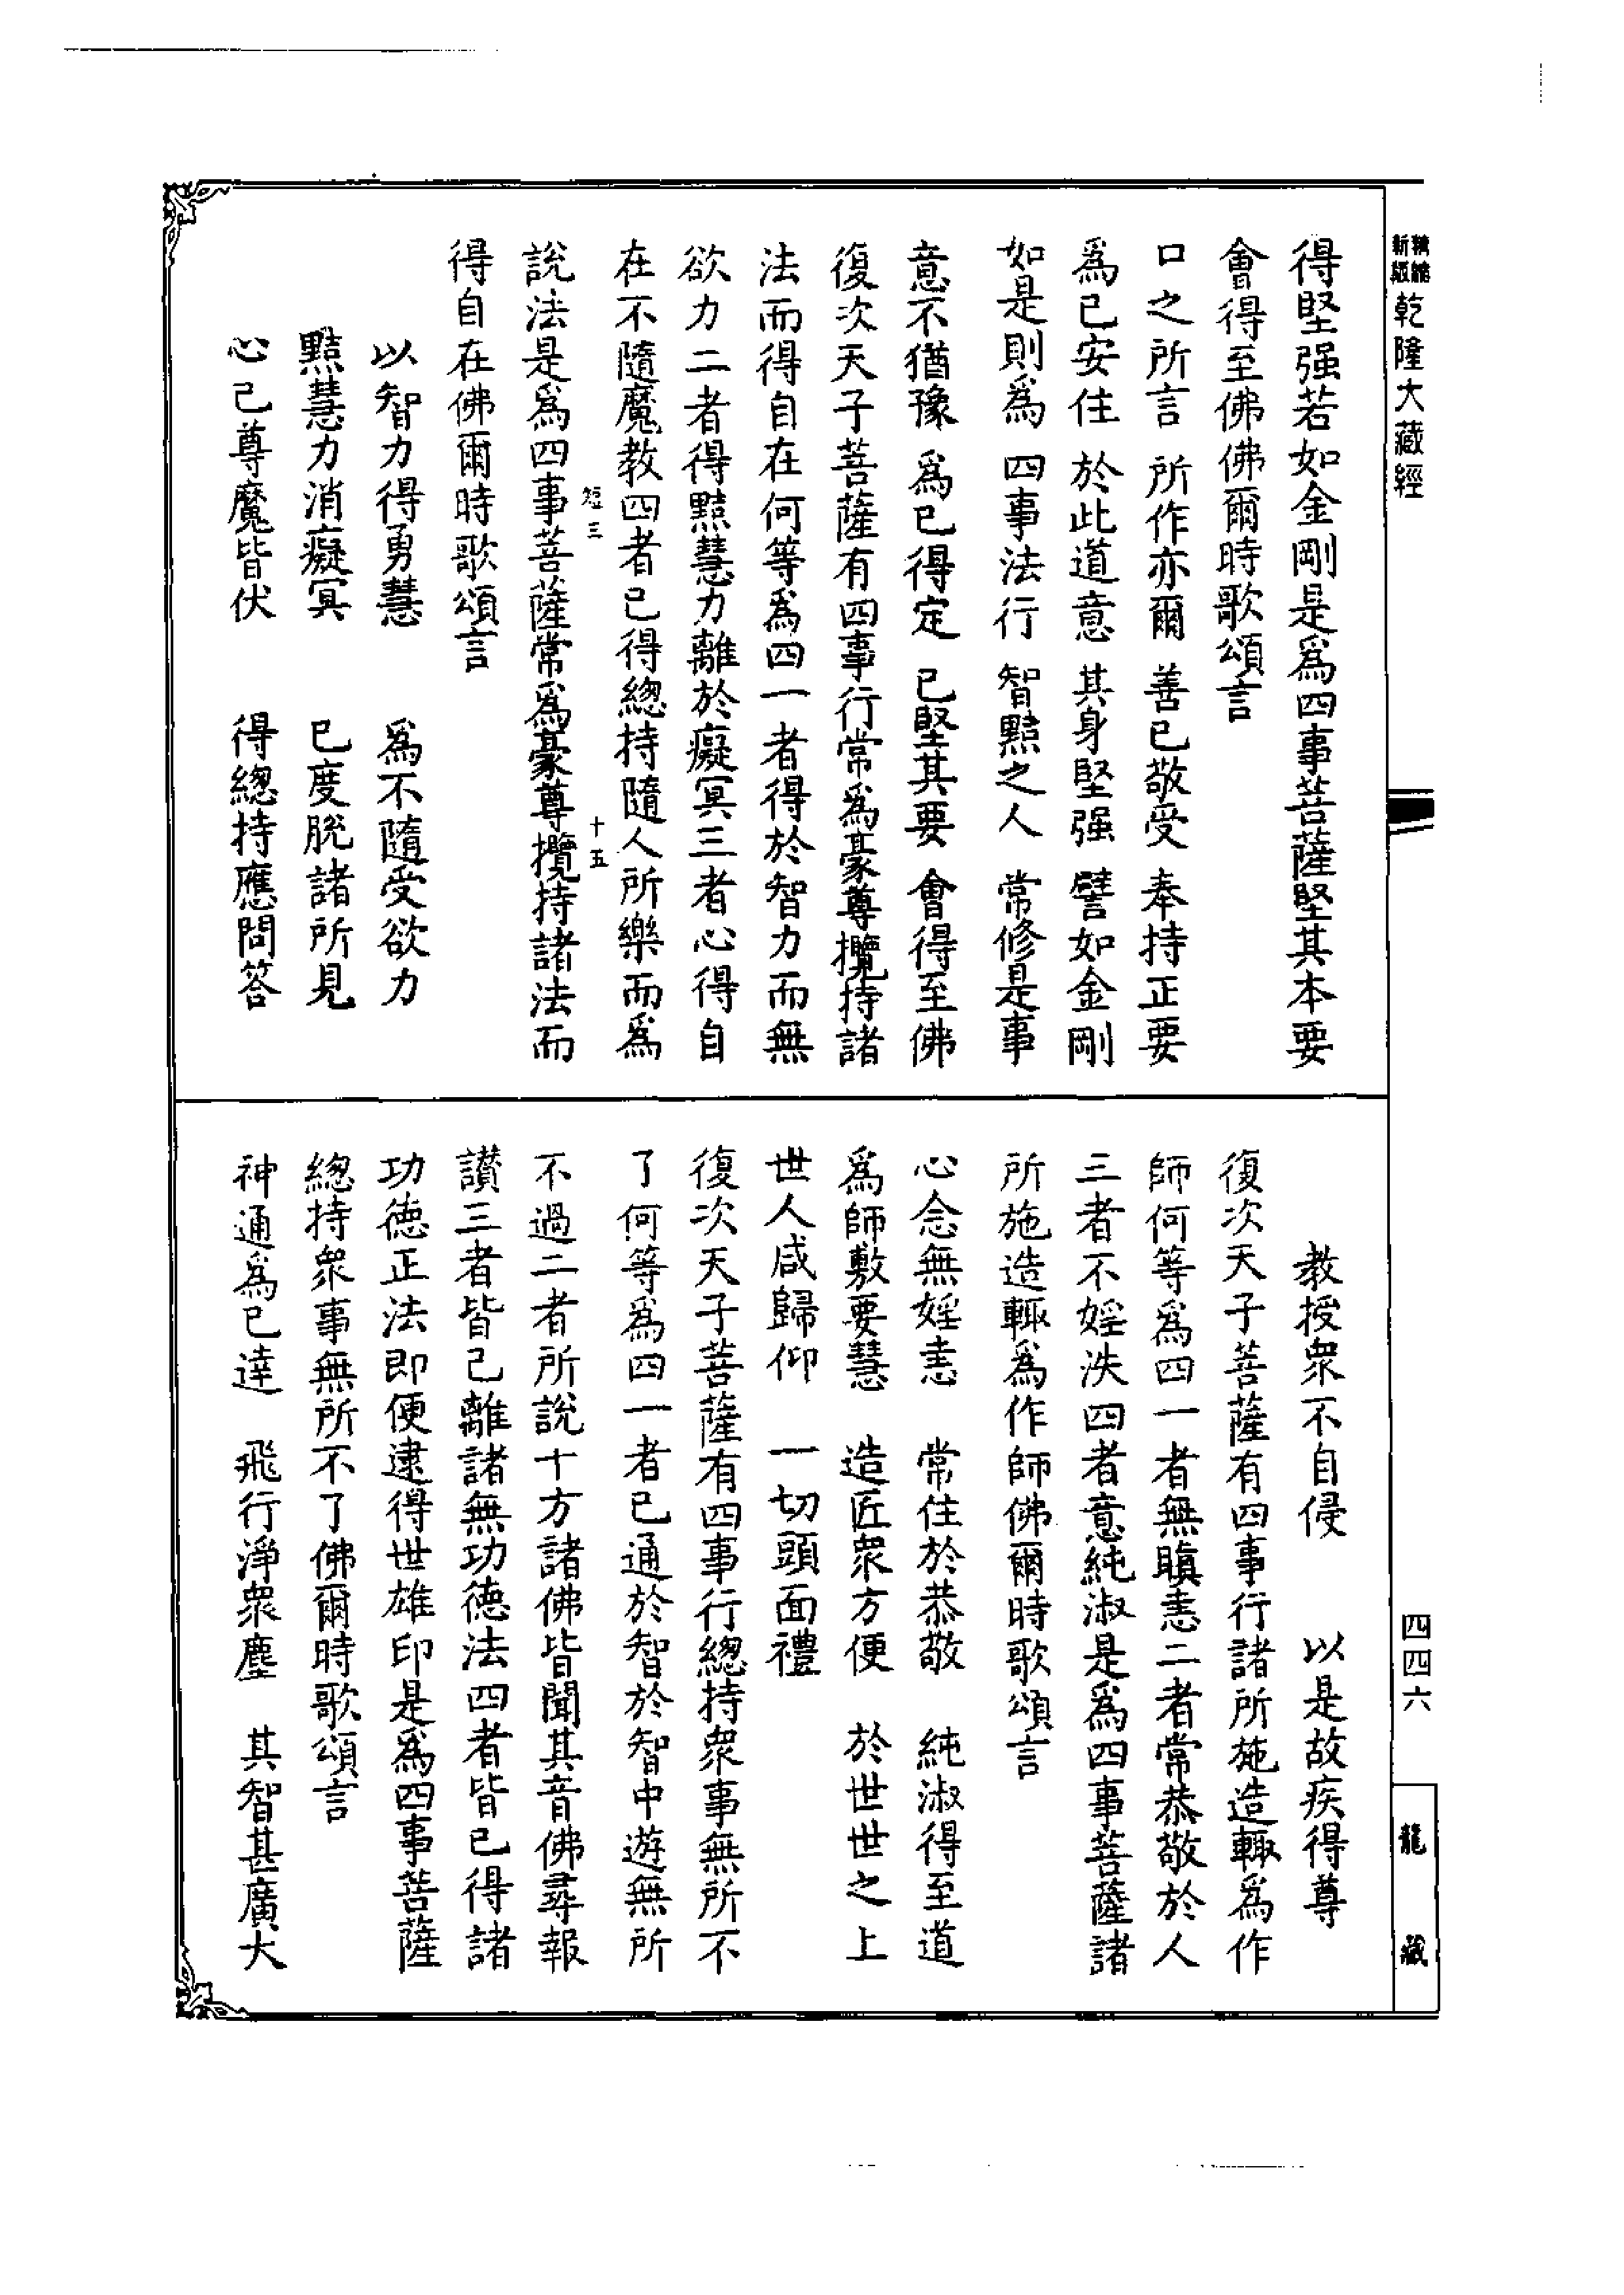 乾隆大藏經
得堅强若如金剛是爲四事菩薩堅其本要
會得至佛佛爾時歌頌言
口之所言 所作亦爾 善已敬受 奉持正要
爲已安住 於此道意 其身堅强 譬如金剛
如是則爲 四事法行 智黠之人 常修是事
意不猶豫 爲已得定 已堅其要 會得至佛
復次天子菩薩有四事行常爲豪尊攬持諸
法而得自在何等爲四一者得於智力而無
欲力二者得黠慧力離於癡冥三者心得自
在不隨魔教四者已得總持隨人所樂而爲
短三 十五
說法是爲四事菩薩常爲豪尊攬持諸法而
得自在佛爾時歌頌言
以智力得勇慧 爲不隨受欲力
黠慧力消癡冥 已度脫諸所見
心已尊魔皆伏 得總持應問答
教授衆不自侵 以是故疾得尊
復次天子菩薩有四事行諸所施造輒爲作
師何等爲四一者無瞋恚二者常恭敬於人
三者不婬泆四者意純淑是爲四事菩薩諸
所施造輒爲作師佛爾時歌頌言
心念無婬恚 常住於恭敬 純淑得至道
爲師敷要慧 造匠衆方便 於世世之上
世人咸歸仰 一切頭面禮
復次天子菩薩有四事行總持衆事無所不
了何等爲四一者已通於智於智中遊無所
不過二者所說十方諸佛皆聞其音佛尋報
讚三者皆已離諸無功德法四者皆已得諸
功德正法即便逮得世雄印是爲四事菩薩
總持衆事無所不了佛爾時歌頌言
神通爲已達 飛行淨衆塵 其智甚廣大
四四六
龍藏